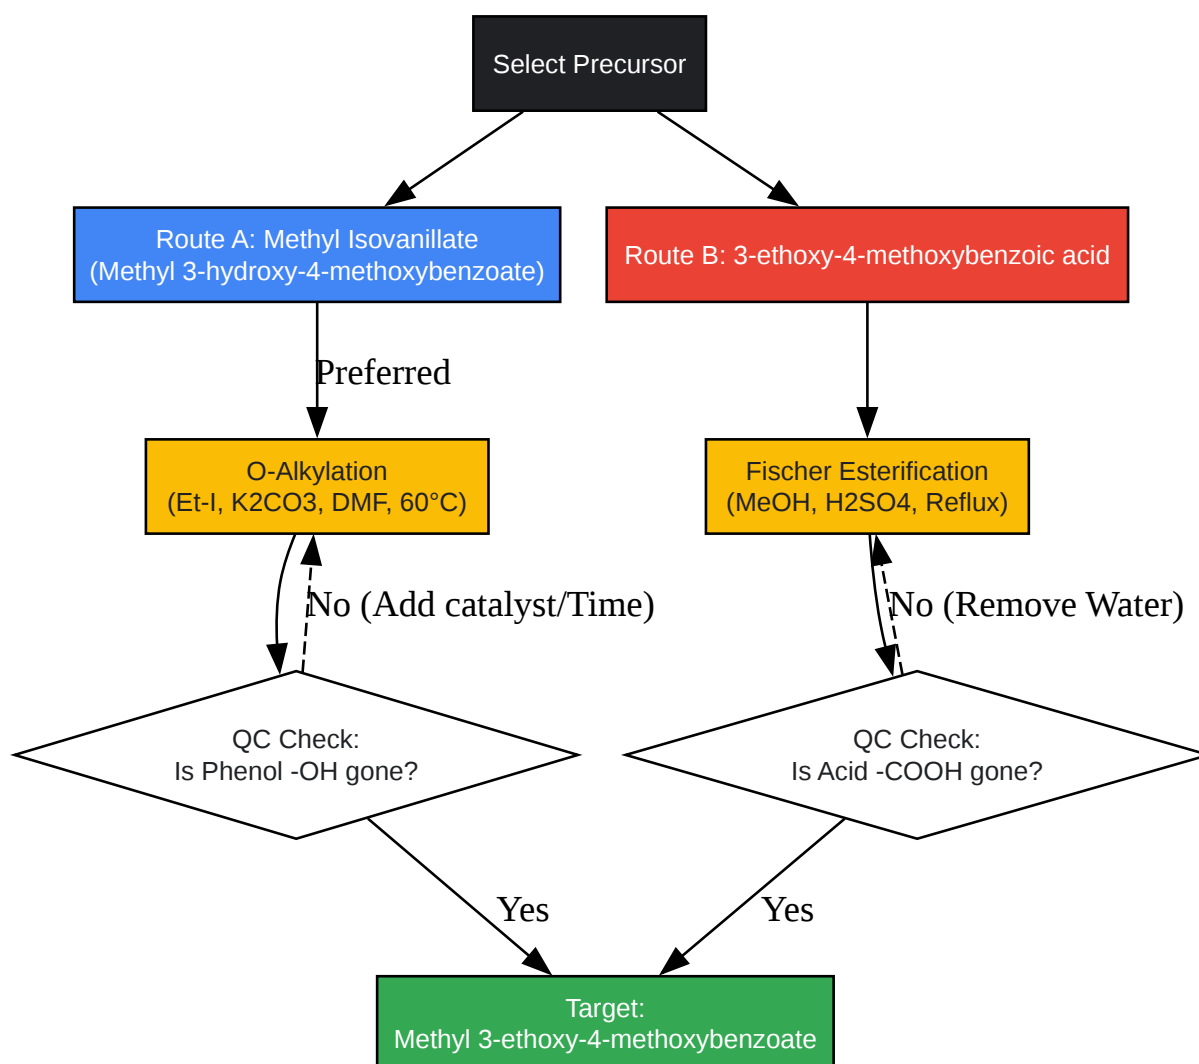 Select Precursor
Route A: Methyl Isovanillate
(Methyl 3-hydroxy-4-methoxybenzoate)
Route B: 3-ethoxy-4-methoxybenzoic acid
Preferred
O-Alkylation
(Et-I, K2CO3, DMF, 60°C)
Fischer Esterification
(MeOH, H2SO4, Reflux)
No (Add catalyst/Time)
No (Remove Water)
QC Check:
Is Phenol -OH gone?
QC Check:
Is Acid -COOH gone?
Yes
Yes
Target:
Methyl 3-ethoxy-4-methoxybenzoate